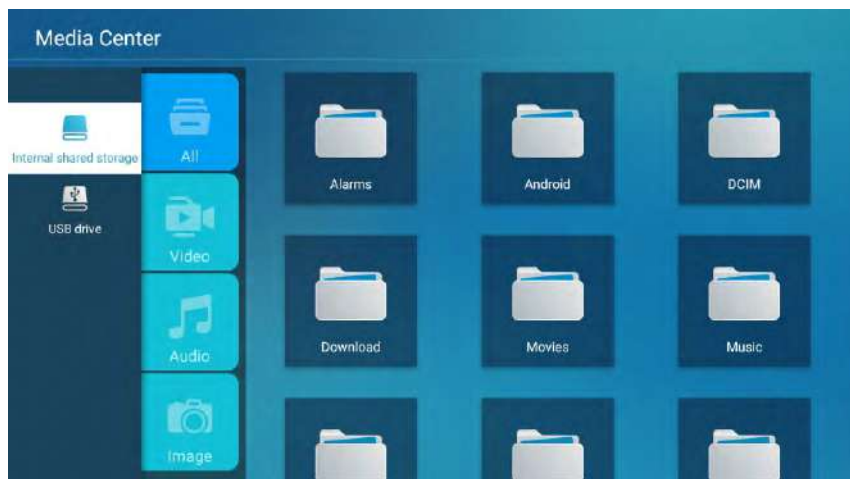 Media Center
Internal shared storage
USB drive
All
Video
Audio
Image
Alarms
Android
DCIM
Download
Movies
Music